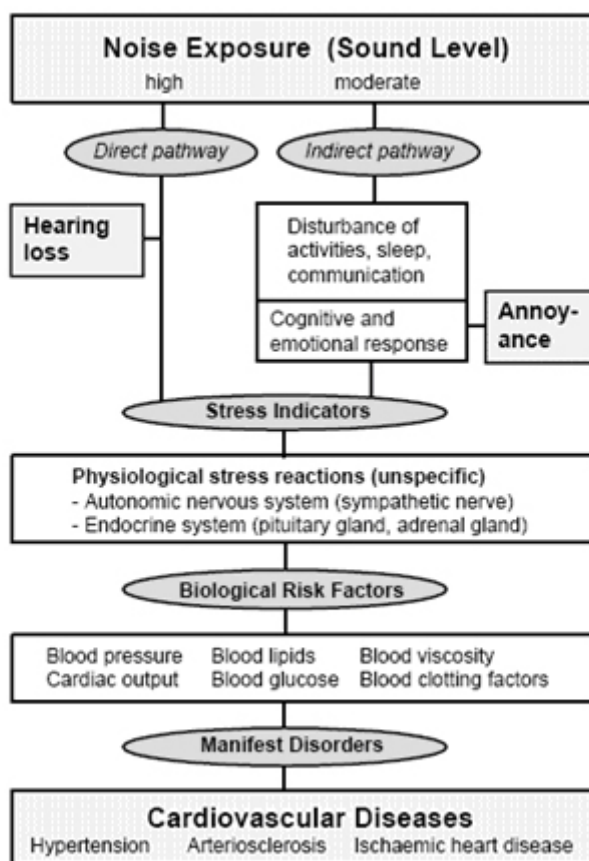 Noise Exposure (Sound Level)
high moderate
Direct pathway Indirect pathway
Hearing
loss
Disturbance of
activities, sleep,
communication
Cognitive and
emotional response
Annoy-
ance
Stress Indicators
Physiological stress reactions (unspecific)
- Autonomic nervous system (sympathetic nerve)
- Endocrine system (pituitary gland, adrenal gland)
Biological Risk Factors
Blood pressure Blood lipids Blood viscosity
Cardiac output Blood glucose Blood clotting factors
Manifest Disorders
Cardiovascular Diseases
Hypertension Arteriosclerosis Ischaemic heart disease